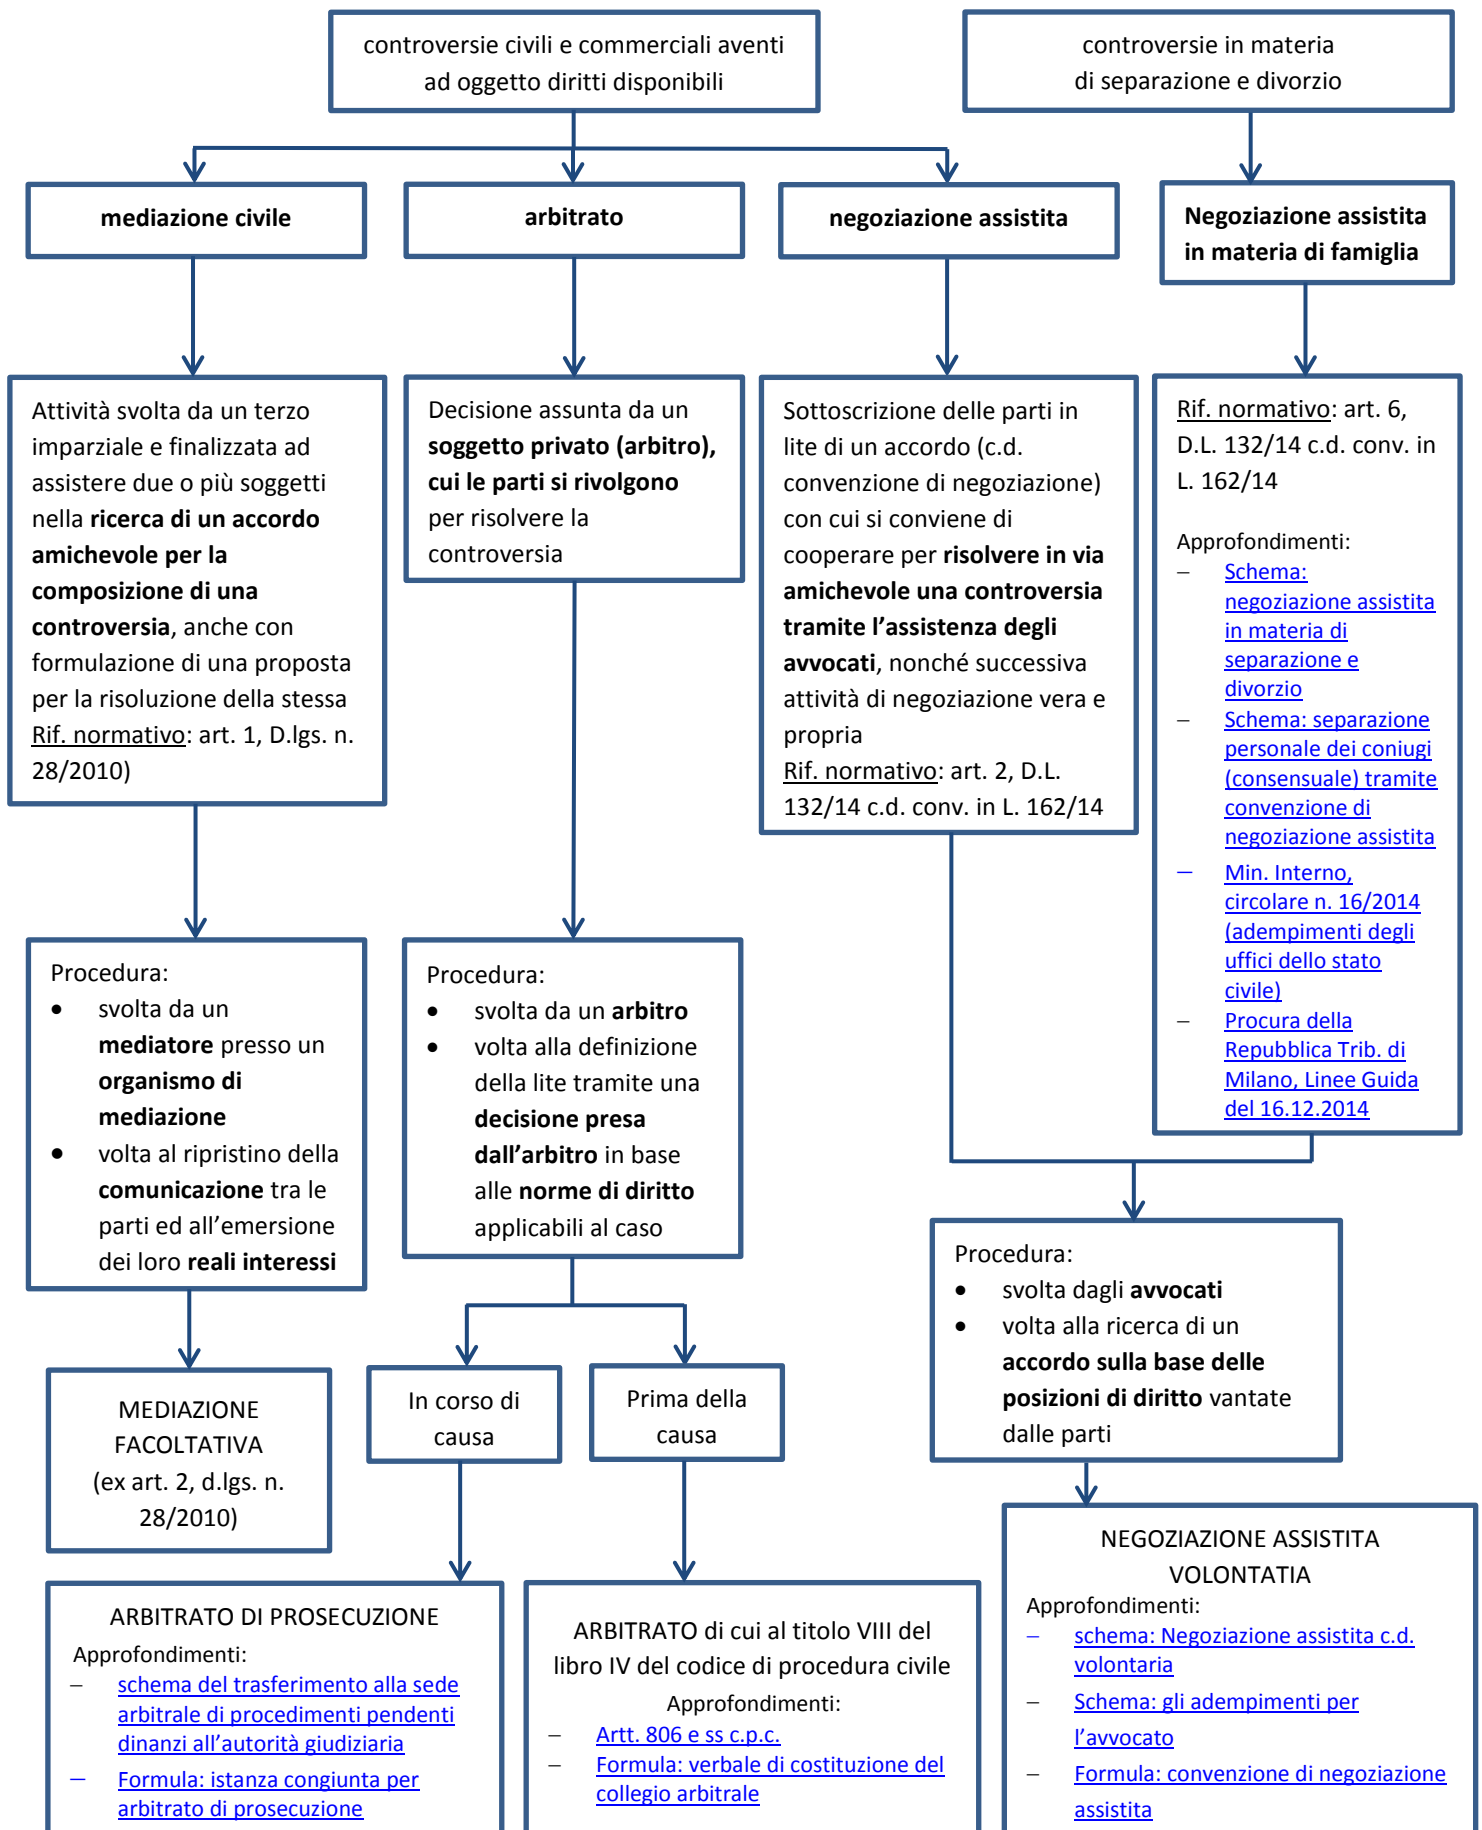 controversie civili e commerciali aventi
ad oggetto diritti disponibili
controversie in materia
di separazione e divorzio
mediazione civile
arbitrato
negoziazione assistita
Negoziazione assistita
in materia di famiglia
Attività svolta da un terzo
imparziale e finalizzata ad
assistere due o più soggetti
nella ricerca di un accordo
amichevole per la
composizione di una
controversia, anche con
formulazione di una proposta
per la risoluzione della stessa
Rif. normativo: art. 1, D.lgs. n.
28/2010)
Decisione assunta da un
soggetto privato (arbitro),
cui le parti si rivolgono
per risolvere la
controversia
Sottoscrizione delle parti in
lite di un accordo (c.d.
convenzione di negoziazione)
con cui si conviene di
cooperare per risolvere in via
amichevole una controversia
tramite l’assistenza degli
avvocati, nonché successiva
attività di negoziazione vera e
propria
Rif. normativo: art. 2, D.L.
132/14 c.d. conv. in L. 162/14
Rif. normativo: art. 6,
D.L. 132/14 c.d. conv. in
L. 162/14
Approfondimenti:
– Schema:
negoziazione assistita
in materia di
separazione e
divorzio
– Schema: separazione
personale dei coniugi
(consensuale) tramite
convenzione di
negoziazione assistita
– Min. Interno,
circolare n. 16/2014
(adempimenti degli
uffici dello stato
civile)
– Procura della
Repubblica Trib. di
Milano, Linee Guida
del 16.12.2014
Procedura:
• svolta da un
mediatore presso un
organismo di
mediazione
• volta al ripristino della
comunicazione tra le
parti ed all’emersione
dei loro reali interessi
Procedura:
• svolta da un arbitro
• volta alla definizione
della lite tramite una
decisione presa
dall’arbitro in base
alle norme di diritto
applicabili al caso
Procedura:
• svolta dagli avvocati
• volta alla ricerca di un
accordo sulla base delle
posizioni di diritto vantate
dalle parti
MEDIAZIONE
FACOLTATIVA
(ex art. 2, d.lgs. n.
28/2010)
In corso di
causa
Prima della
causa
ARBITRATO DI PROSECUZIONE
Approfondimenti:
– schema del trasferimento alla sede
arbitrale di procedimenti pendenti
dinanzi all’autorità giudiziaria
– Formula: istanza congiunta per
arbitrato di prosecuzione
ARBITRATO di cui al titolo VIII del
libro IV del codice di procedura civile
Approfondimenti:
– Artt. 806 e ss c.p.c.
– Formula: verbale di costituzione del
collegio arbitrale
NEGOZIAZIONE ASSISTITA
VOLONTATIA
Approfondimenti:
– schema: Negoziazione assistita c.d.
volontaria
– Schema: gli adempimenti per
l’avvocato
– Formula: convenzione di negoziazione
assistita